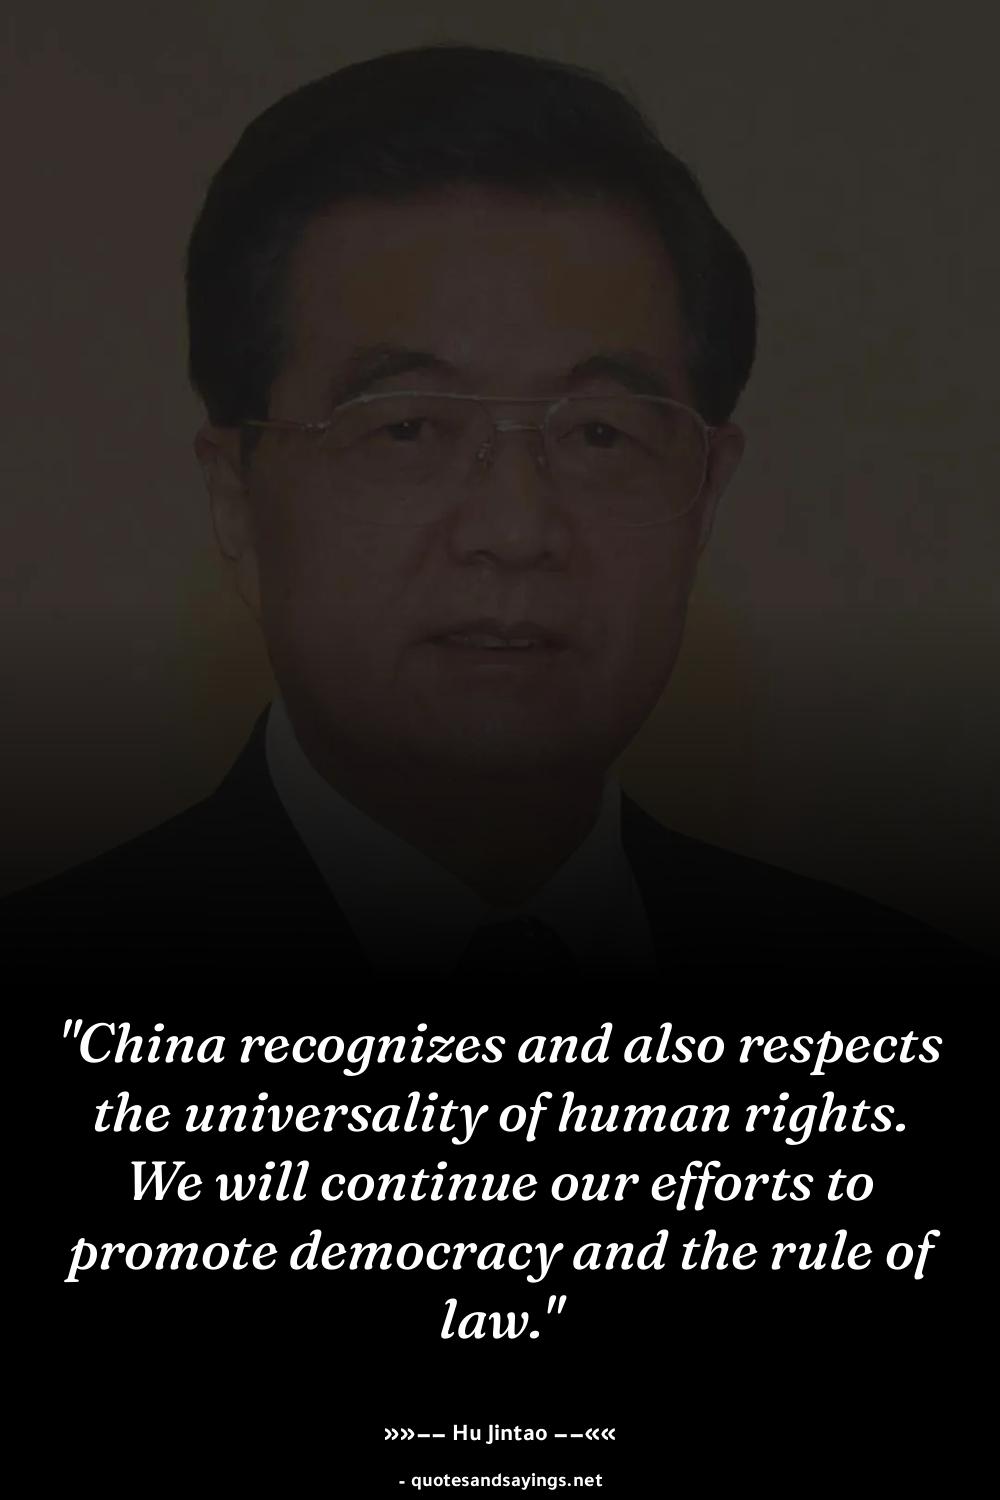 "China recognizes and also respects
the universality of human rights.
We will continue our efforts to
promote democracy and the rule of
law."
»»−− Hu Jintao −−««
- quotesandsayings.net